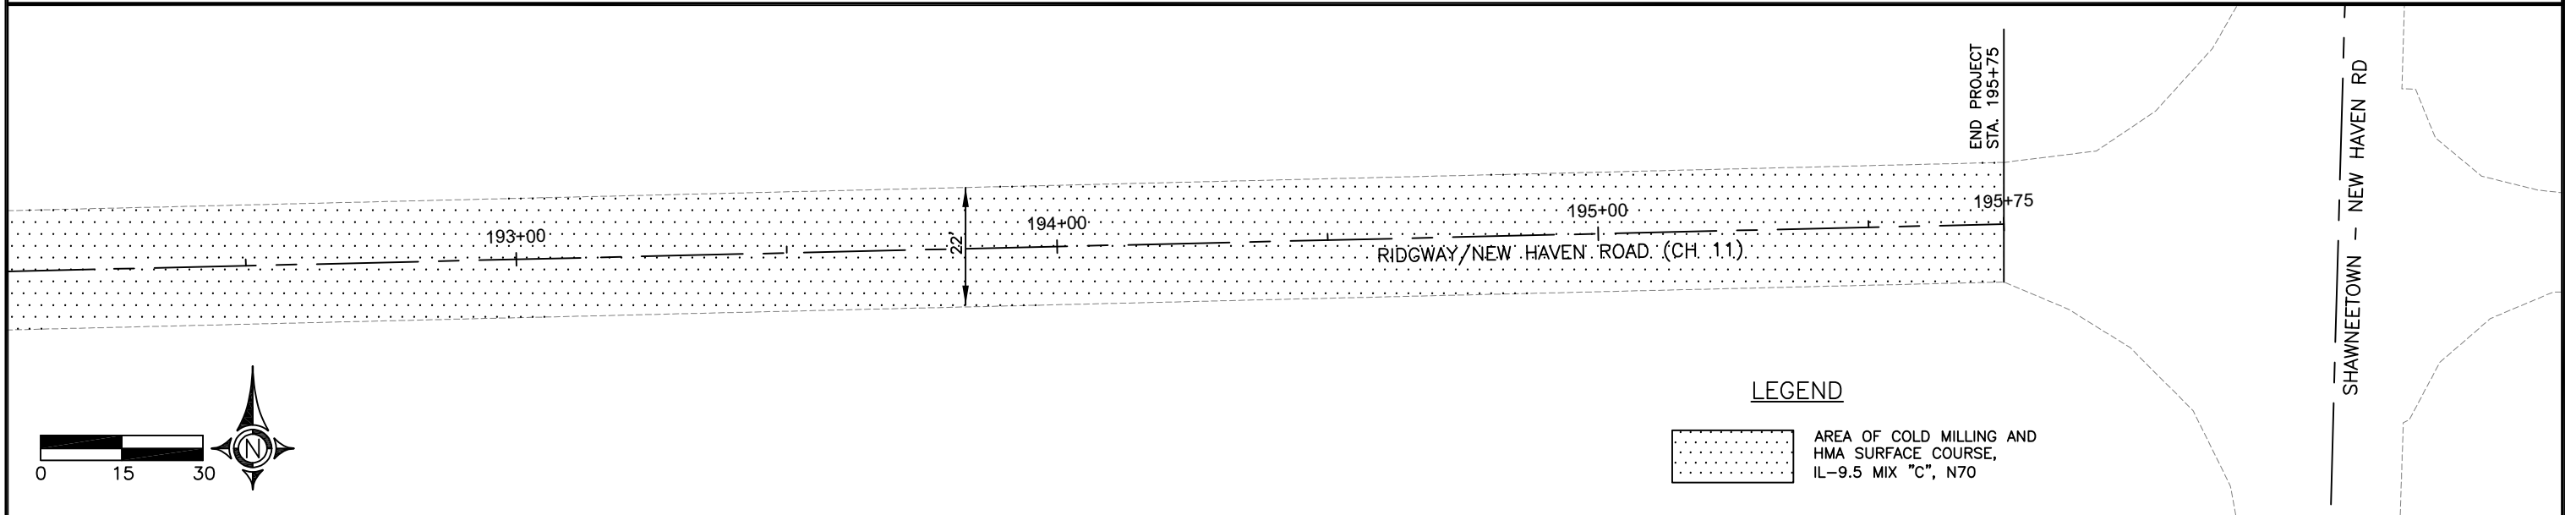 END PROJECT
STA. 195+75
SHAWNEETOWN - NEW HAVEN RD
193+00
22'
194+00
195+00
195+75
RIDGWAY/NEW HAVEN ROAD (CH 11)
LEGEND
AREA OF COLD MILLING AND
HMA SURFACE COURSE,
IL-9.5 MIX "C", N70
N
0 15 30